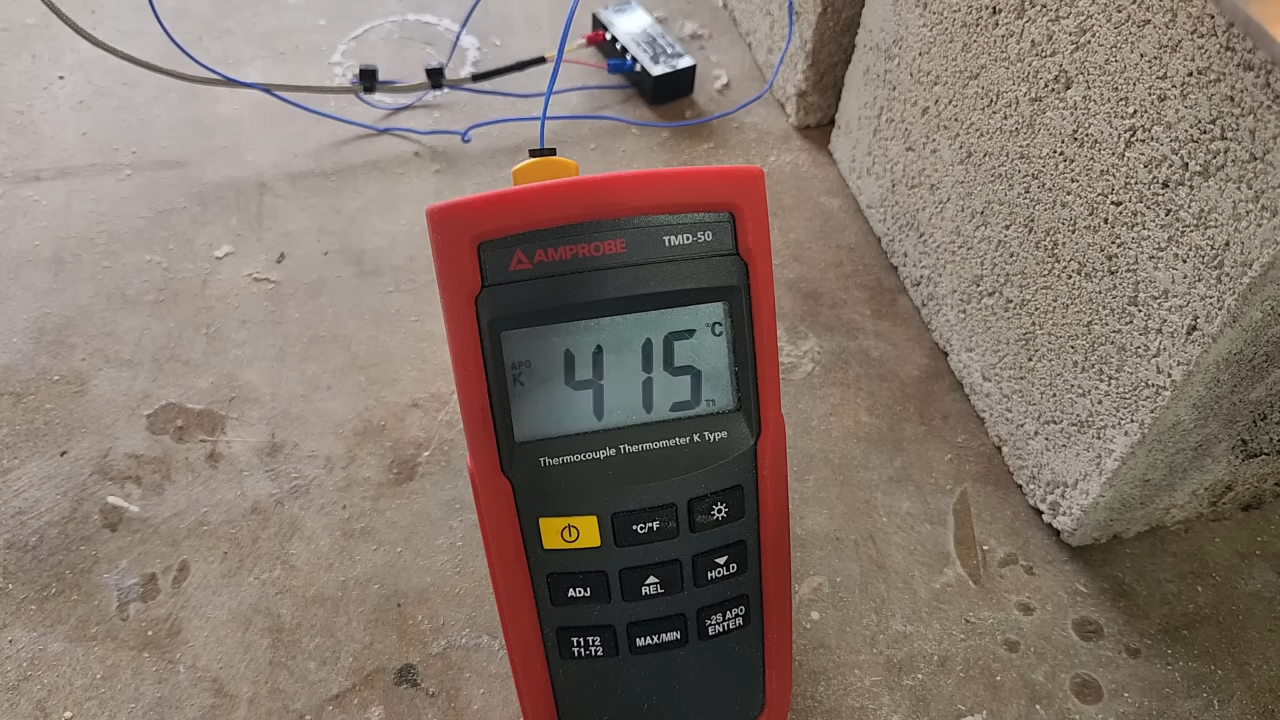 AMPROBE TMD-50
°C
APO
K 415
T1
Thermocouple Thermometer K Type
°C/°F
ADJ REL HOLD
T1 T2
T1-T2
MAX/MIN
>2S APO
ENTER